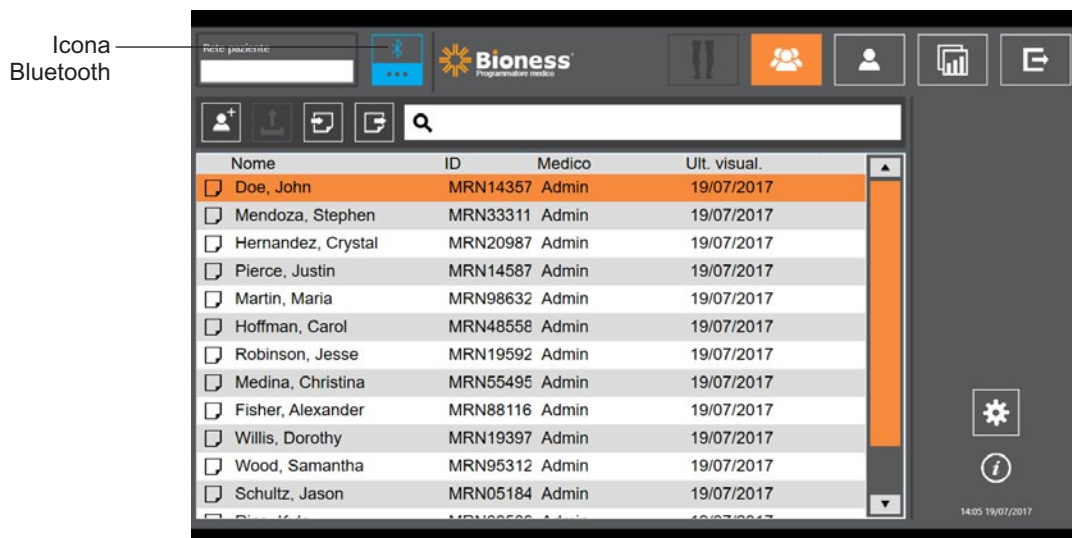 Icona
Bluetooth
Rete paziente
Bioness
Programmatore medico
Nome ID Medico Ult. visual.
Doe, John MRN14357 Admin 19/07/2017
Mendoza, Stephen MRN33311 Admin 19/07/2017
Hernandez, Crystal MRN20987 Admin 19/07/2017
Pierce, Justin MRN14587 Admin 19/07/2017
Martin, Maria MRN98632 Admin 19/07/2017
Hoffman, Carol MRN48558 Admin 19/07/2017
Robinson, Jesse MRN19592 Admin 19/07/2017
Medina, Christina MRN55495 Admin 19/07/2017
Fisher, Alexander MRN88116 Admin 19/07/2017
Willis, Dorothy MRN19397 Admin 19/07/2017
Wood, Samantha MRN95312 Admin 19/07/2017
Schultz, Jason MRN05184 Admin 19/07/2017
14:05 19/07/2017